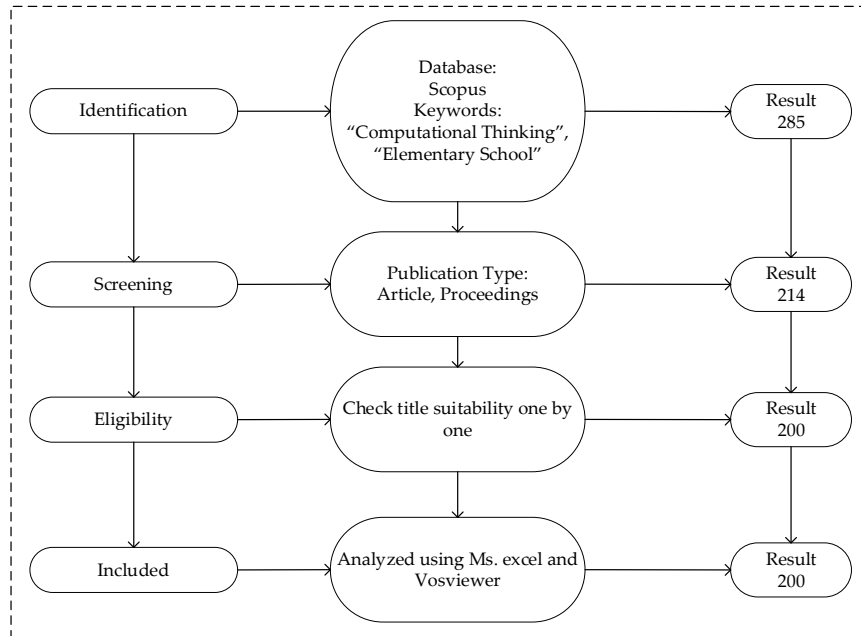 Identification
Database:
Scopus
Keywords:
“Computational Thinking”,
“Elementary School”
Result
285
Screening
Publication Type:
Article, Proceedings
Result
214
Eligibility
Check title suitability one by
one
Result
200
Included
Analyzed using Ms. excel and
Vosviewer
Result
200